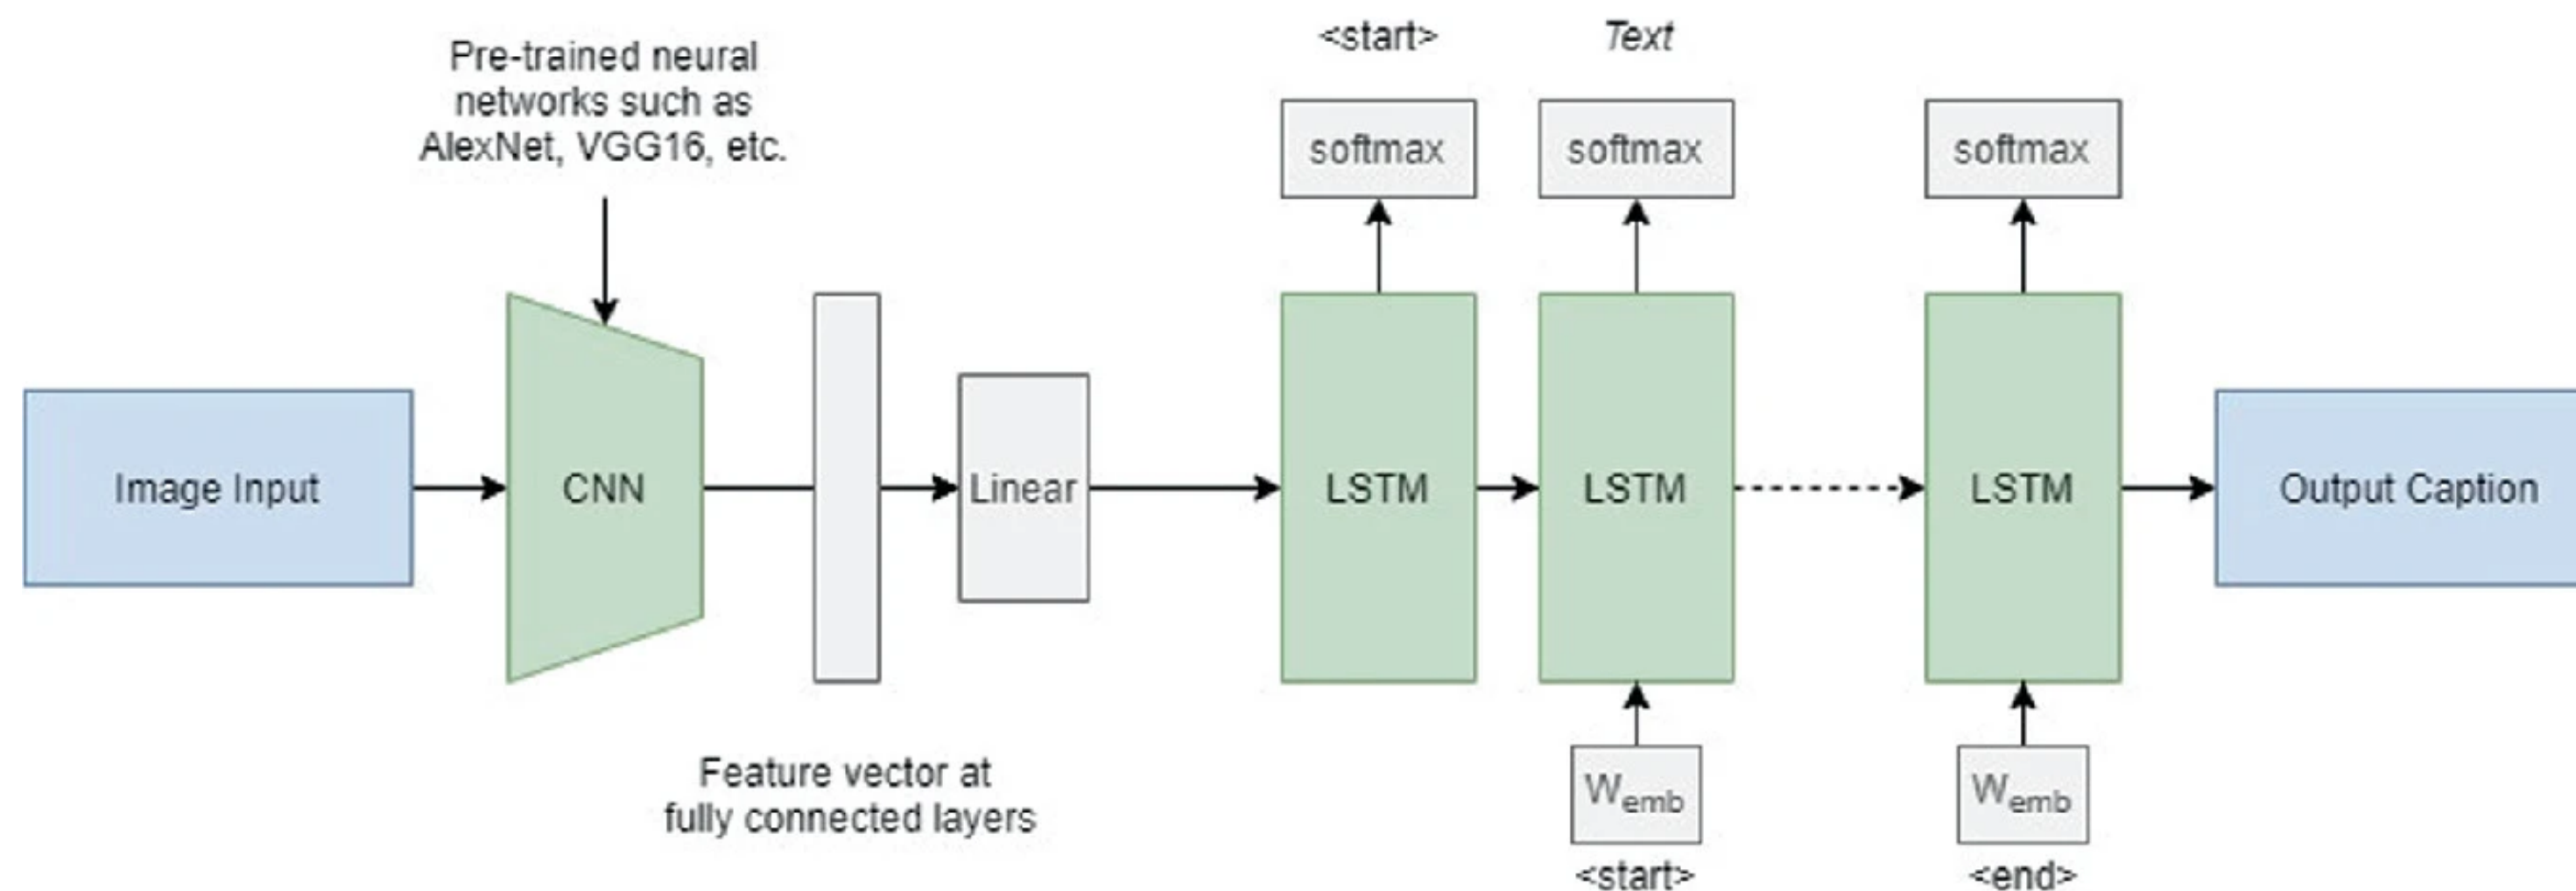 Pre-trained neural
networks such as
AlexNet, VGG16, etc.
<start>
Text
softmax
softmax
softmax
Image Input
CNN
Linear
LSTM
LSTM
LSTM
Output Caption
Feature vector at
fully connected layers
Wemb
Wemb
<start>
<end>